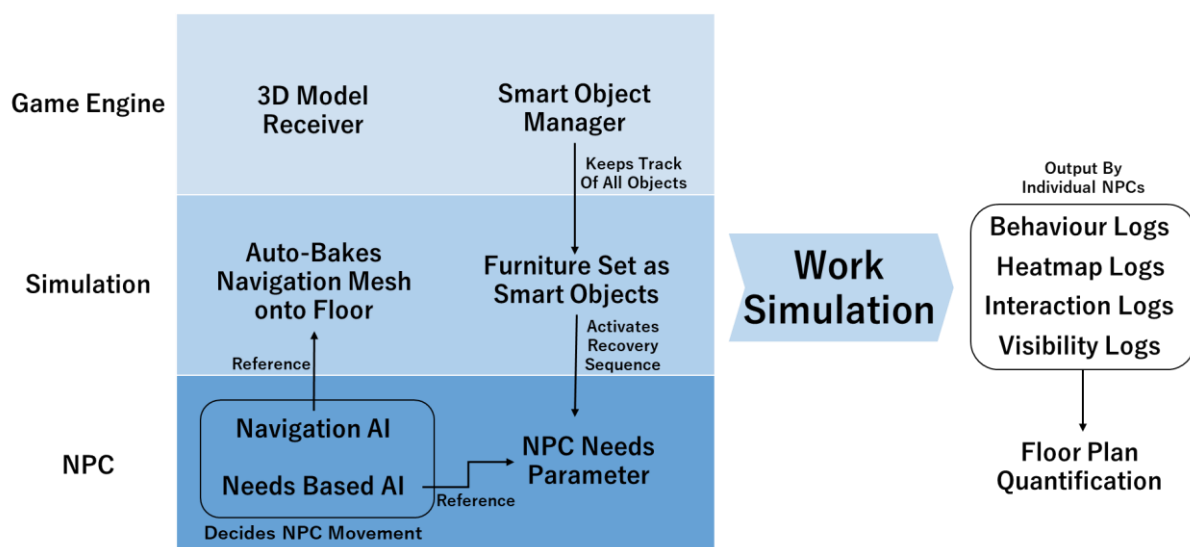 Game Engine
3D Model
Receiver
Smart Object
Manager
Keeps Track
Of All Objects
Simulation
Auto-Bakes
Navigation Mesh
onto Floor
Furniture Set as
Smart Objects
Reference
Activates
Recovery
Sequence
NPC
Navigation AI
Needs Based AI
Reference
NPC Needs
Parameter
Decides NPC Movement
Work
Simulation
Output By
Individual NPCs
Behaviour Logs
Heatmap Logs
Interaction Logs
Visibility Logs
Floor Plan
Quantification